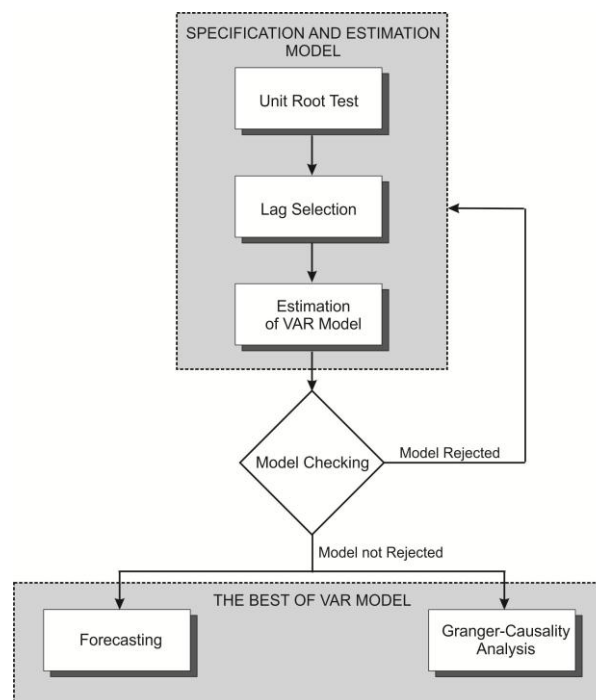 SPECIFICATION AND ESTIMATION
MODEL
Unit Root Test
Lag Selection
Estimation
of VAR Model
Model Checking
Model Rejected
Model not Rejected
THE BEST OF VAR MODEL
Forecasting
Granger-Causality
Analysis